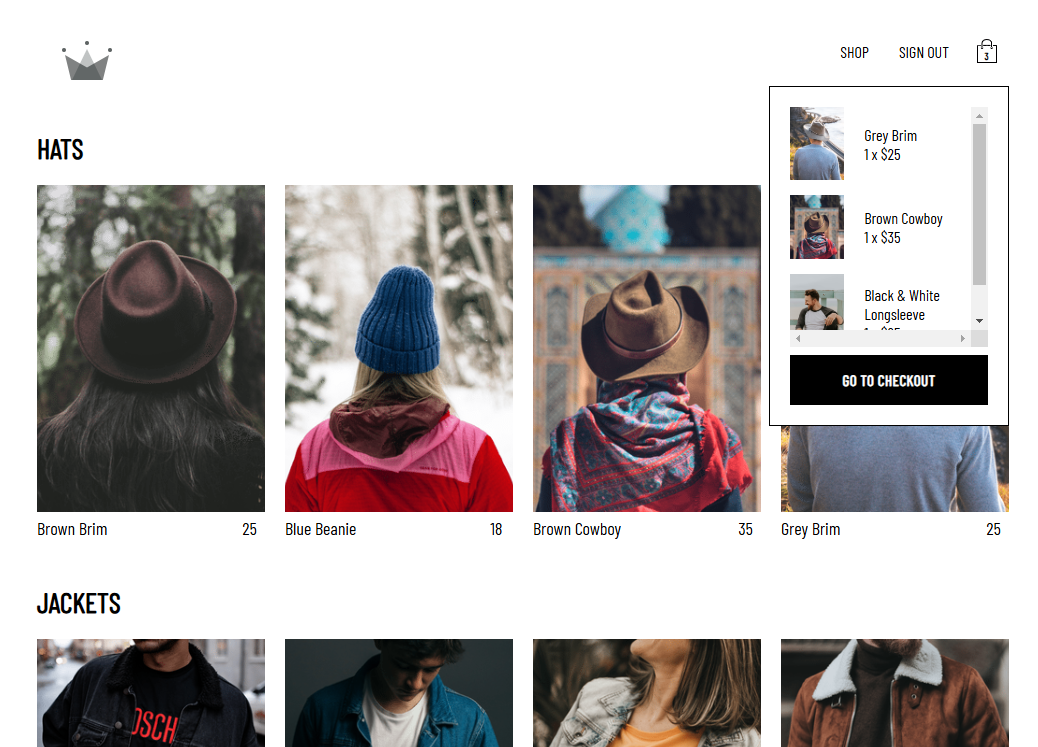 SHOP
SIGN OUT
3
Grey Brim
1 x $25
Brown Cowboy
1 x $35
Black & White
Longsleeve
GO TO CHECKOUT
HATS
Brown Brim 25
Blue Beanie 18
Brown Cowboy 35
Grey Brim 25
JACKETS
OSCH